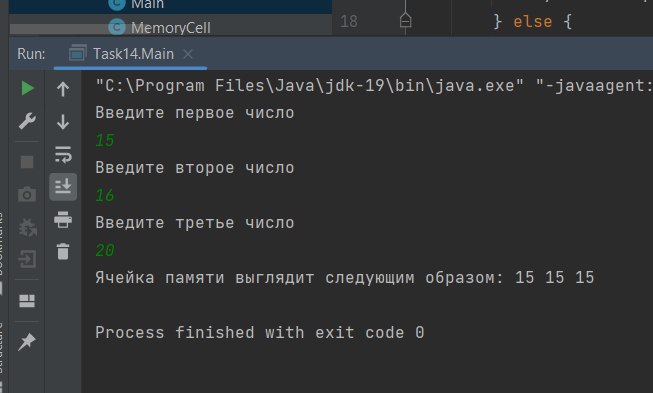 Main
MemoryCell
18 } else {
Run: Task14.Main
"C:\Program Files\Java\jdk-19\bin\java.exe" "-javaagent:
Введите первое число
15
Введите второе число
16
Введите третье число
20
Ячейка памяти выглядит следующим образом: 15 15 15
Process finished with exit code 0